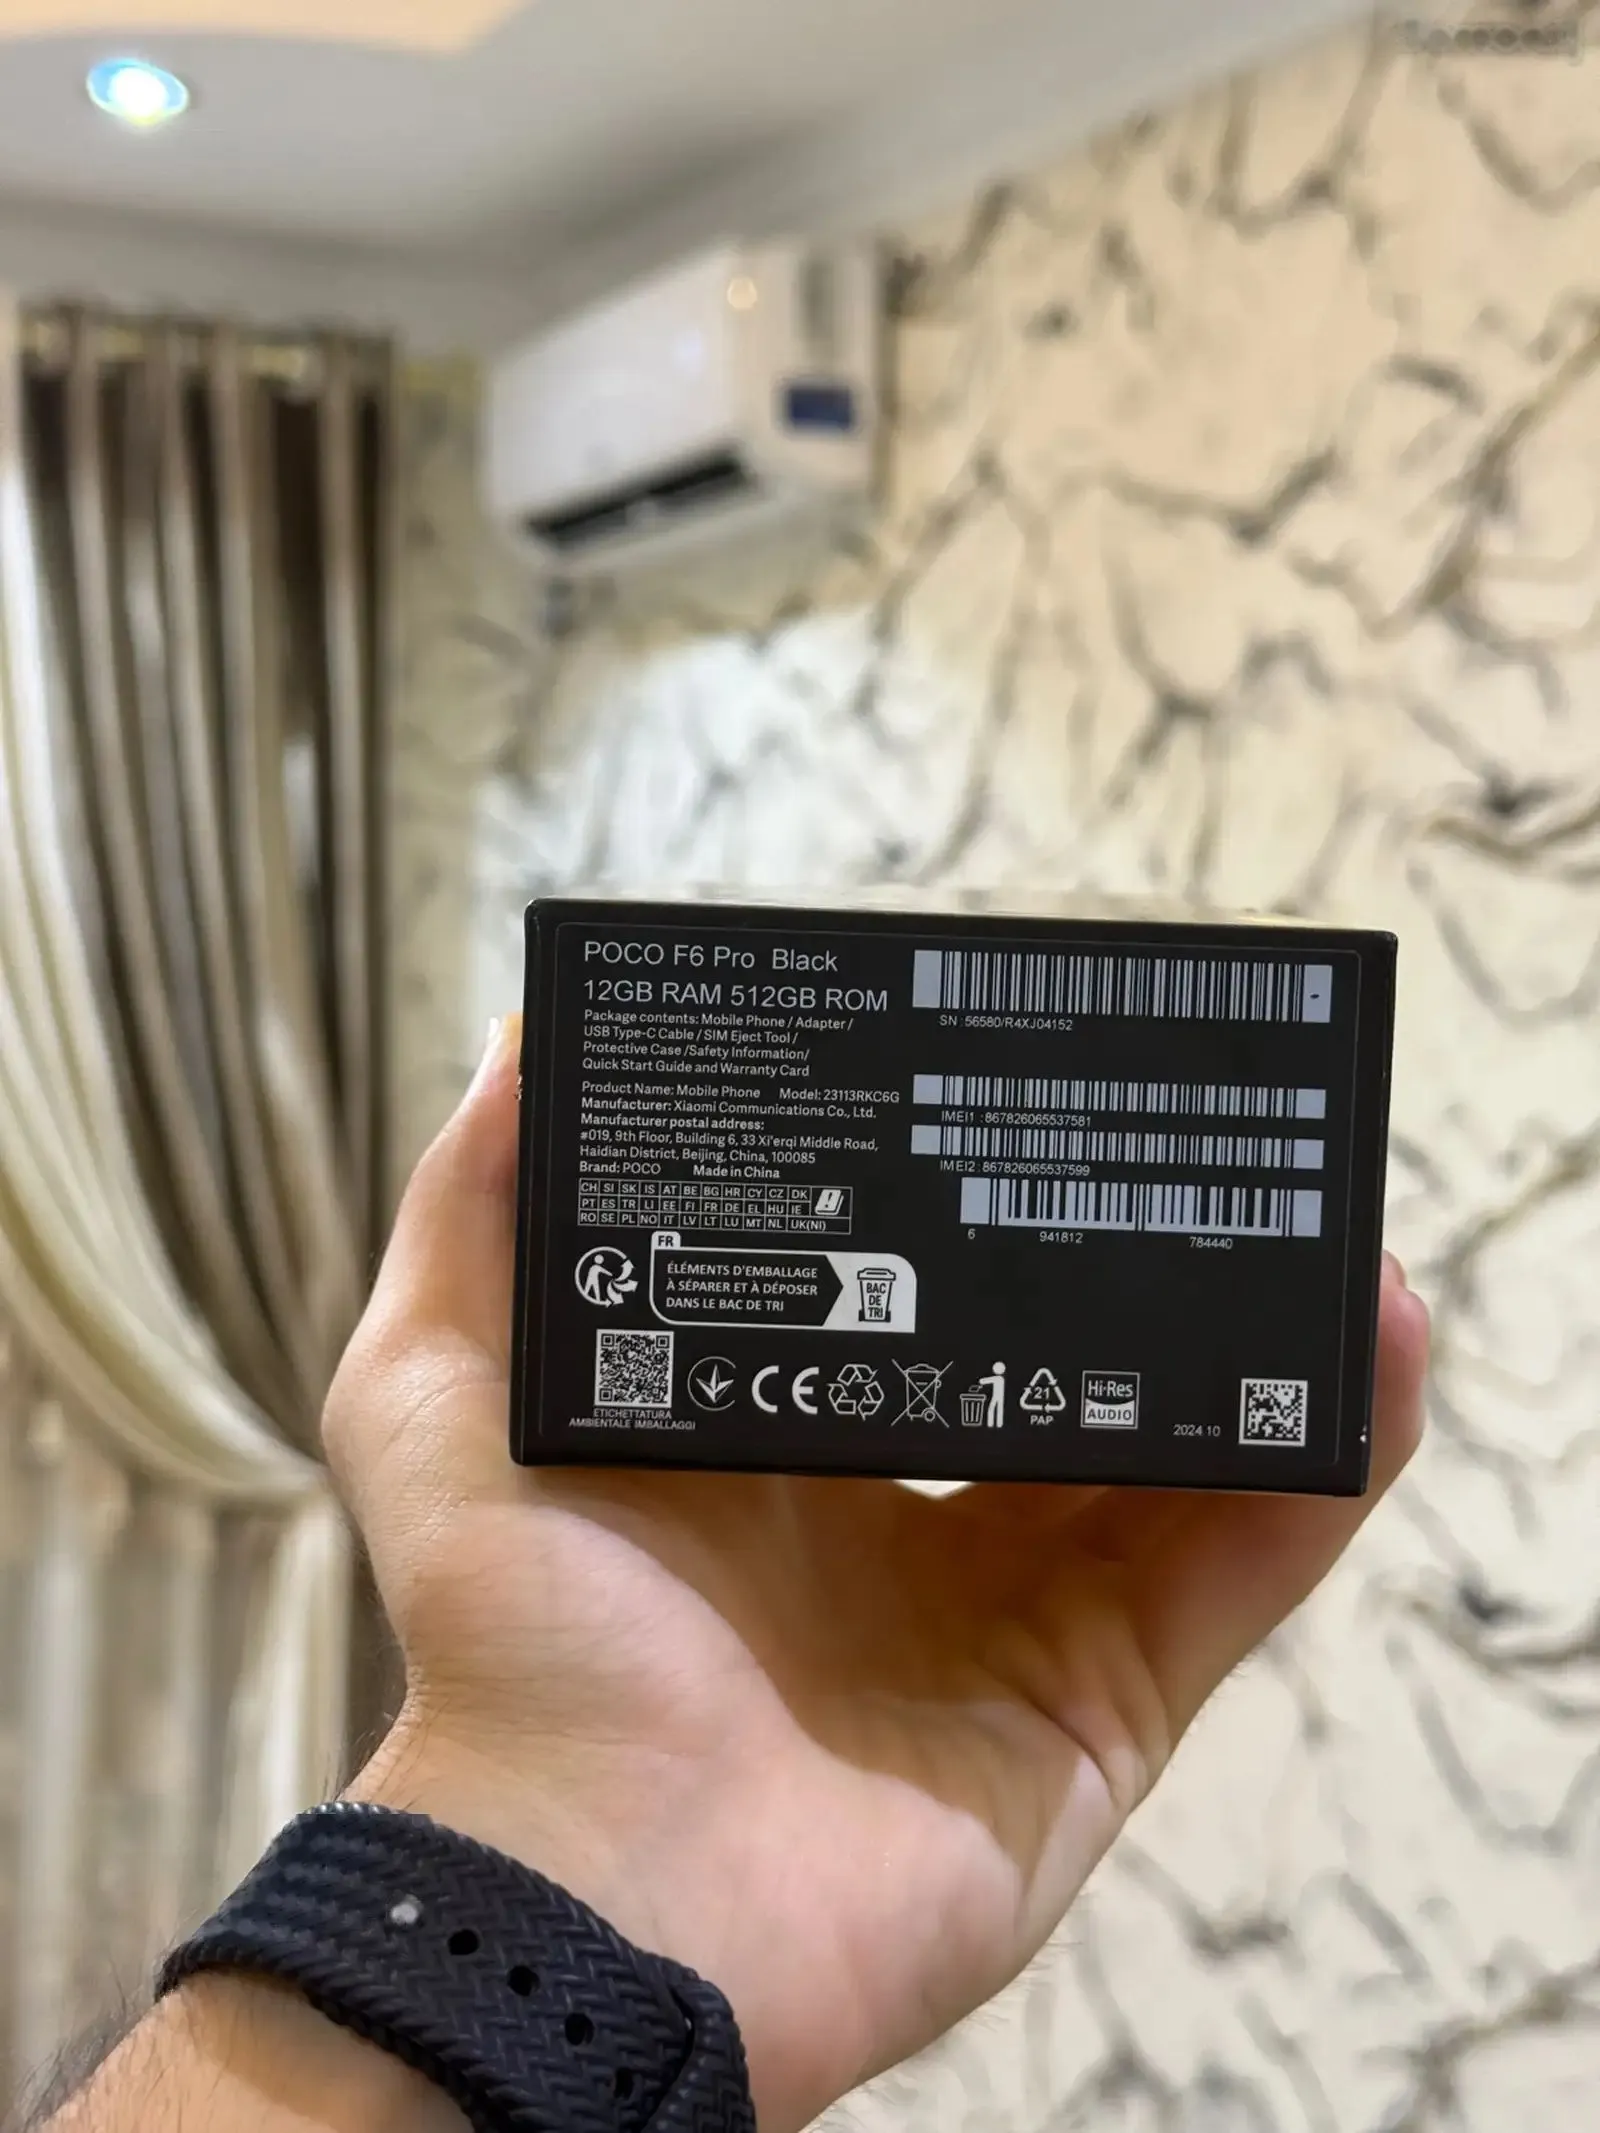 POCO F6 Pro Black
12GB RAM 512GB ROM
Package contents: Mobile Phone / Adapter /
USB Type-C Cable / SIM Eject Tool /
Protective Case /Safety Information/
Quick Start Guide and Warranty Card
Product Name: Mobile Phone Model: 23113RKC6G
Manufacturer: Xiaomi Communications Co., Ltd.
Manufacturer postal address:
#019, 9th Floor, Building 6, 33 Xi'erqi Middle Road,
Haidian District, Beijing, China, 100085
Brand: POCO Made in China
CH SI SK IS AT BE BG HR CY CZ DK
PT ES TR LI EE FI FR DE EL HU IE
RO SE PL NO IT LV LT LU MT NL UK(NI)
SN :56580/R4XJ04152
IMEI1 :867826065537581
IMEI2: 867826065537599
6 941812 784440
FR
ÉLÉMENTS D'EMBALLAGE
À SÉPARER ET À DÉPOSER
DANS LE BAC DE TRI
BAC
DE
TRI
ETICHETTATURA
AMBIENTALE IMBALLAGGI
CE
21
PAP
Hi-Res
AUDIO
2024.10